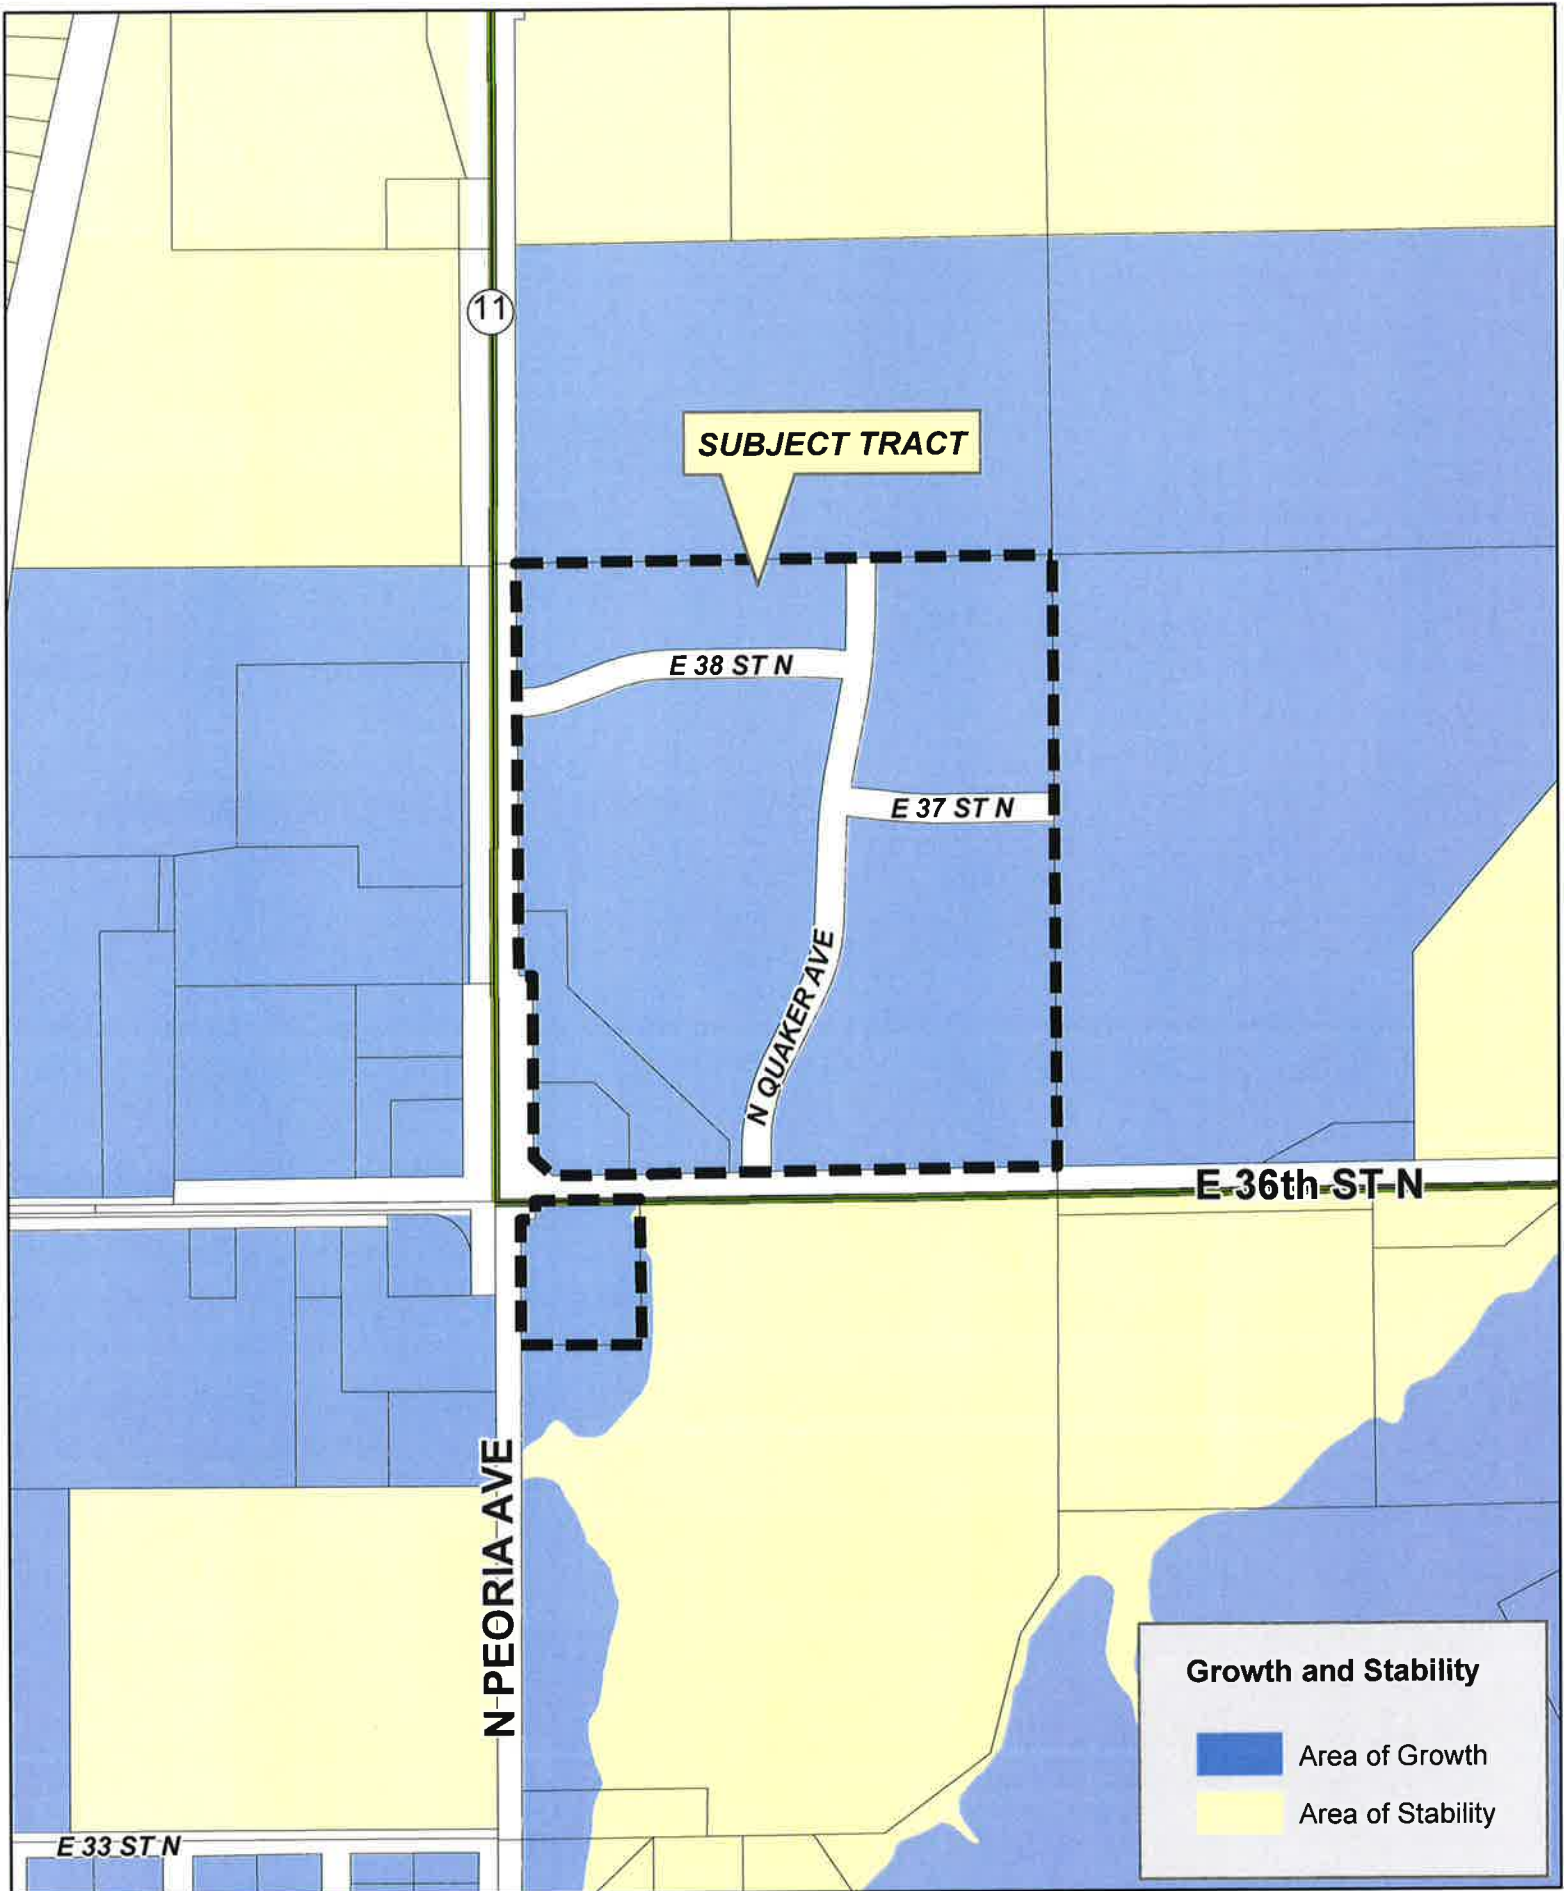 11
SUBJECT TRACT
E 38 ST N
E 37 ST N
N QUAKER AVE
E 36th ST N
N PEORIA AVE
Growth and Stability
Area of Growth
Area of Stability
E 33 ST N